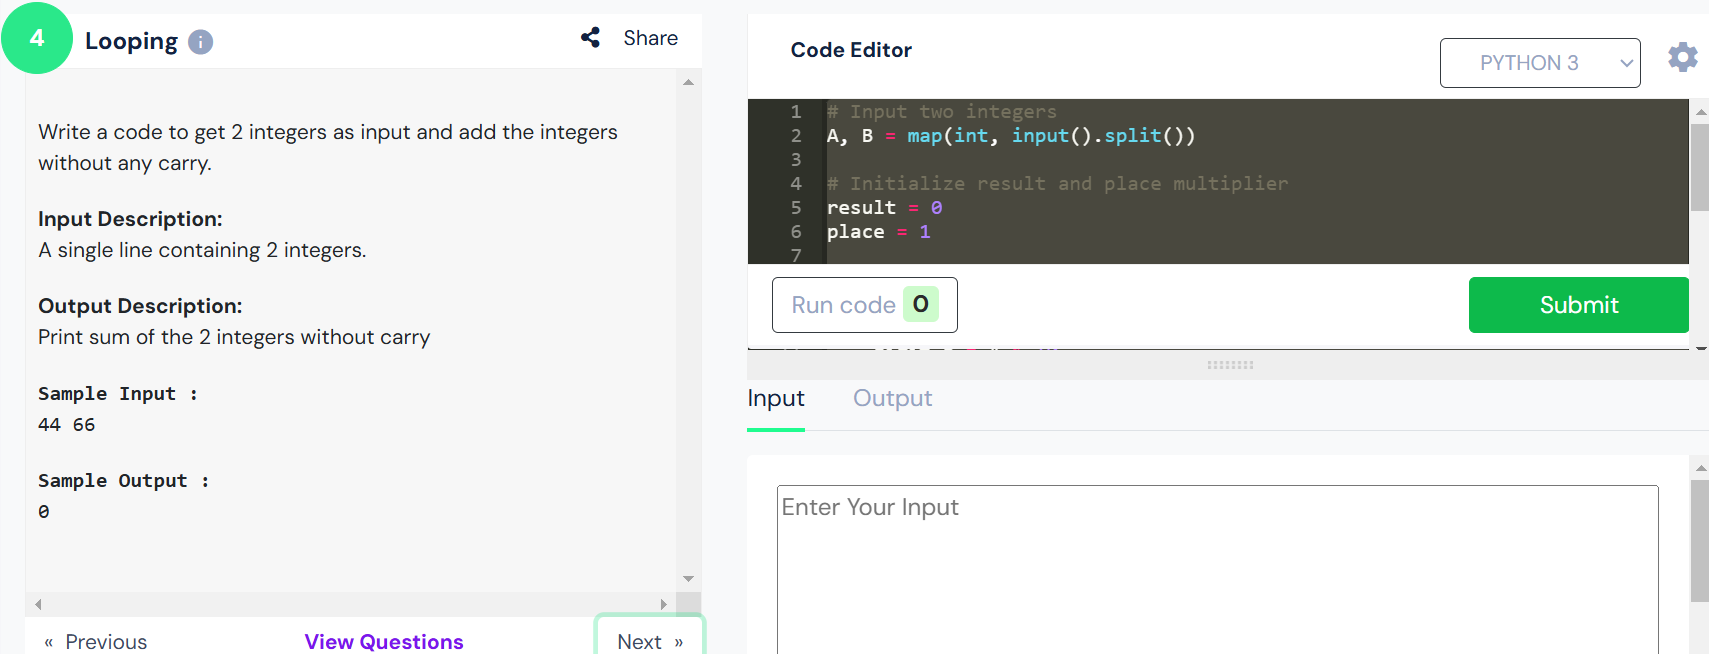 4
Looping i
Share
Write a code to get 2 integers as input and add the integers
without any carry.
Input Description:
A single line containing 2 integers.
Output Description:
Print sum of the 2 integers without carry
Sample Input :
44 66
Sample Output :
0
« Previous
View Questions
Next »
Code Editor
PYTHON 3
1 # Input two integers
2 A, B = map(int, input().split())
3
4 # Initialize result and place multiplier
5 result = 0
6 place = 1
7
Run code 0
Submit
Input
Output
Enter Your Input